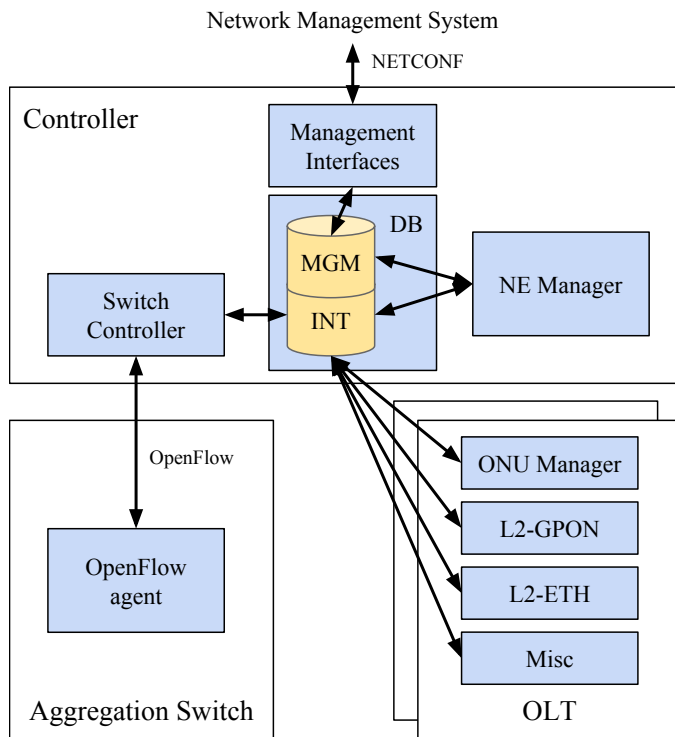 Network Management System
NETCONF
Controller
Management
Interfaces
DB
MGM
INT
NE Manager
Switch
Controller
OpenFlow
OpenFlow
agent
Aggregation Switch
ONU Manager
L2-GPON
L2-ETH
Misc
OLT